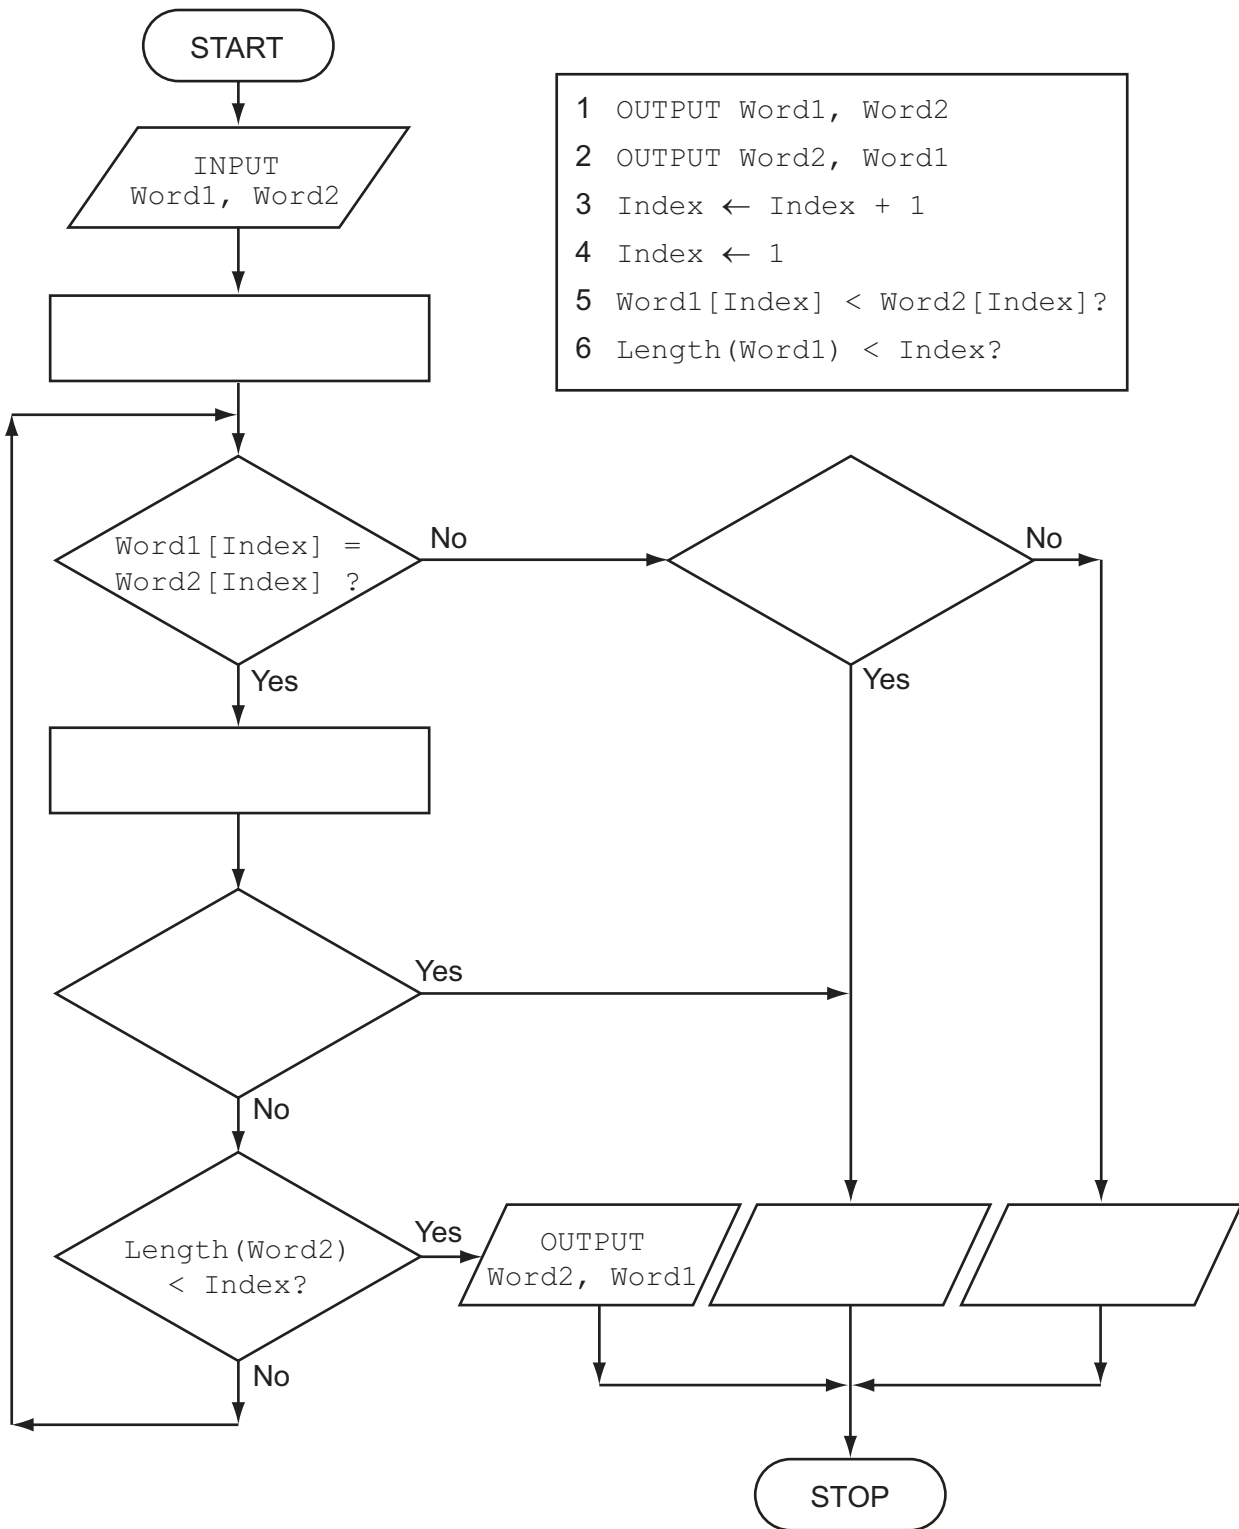 START
INPUT
Word1, Word2
1 OUTPUT Word1, Word2
2 OUTPUT Word2, Word1
3 Index ← Index + 1
4 Index ← 1
5 Word1[Index] < Word2[Index]?
6 Length(Word1) < Index?
Word1[Index] =
Word2[Index] ?
No
No
Yes
Yes
Yes
No
Length(Word2)
< Index?
Yes
OUTPUT
Word2, Word1
No
STOP